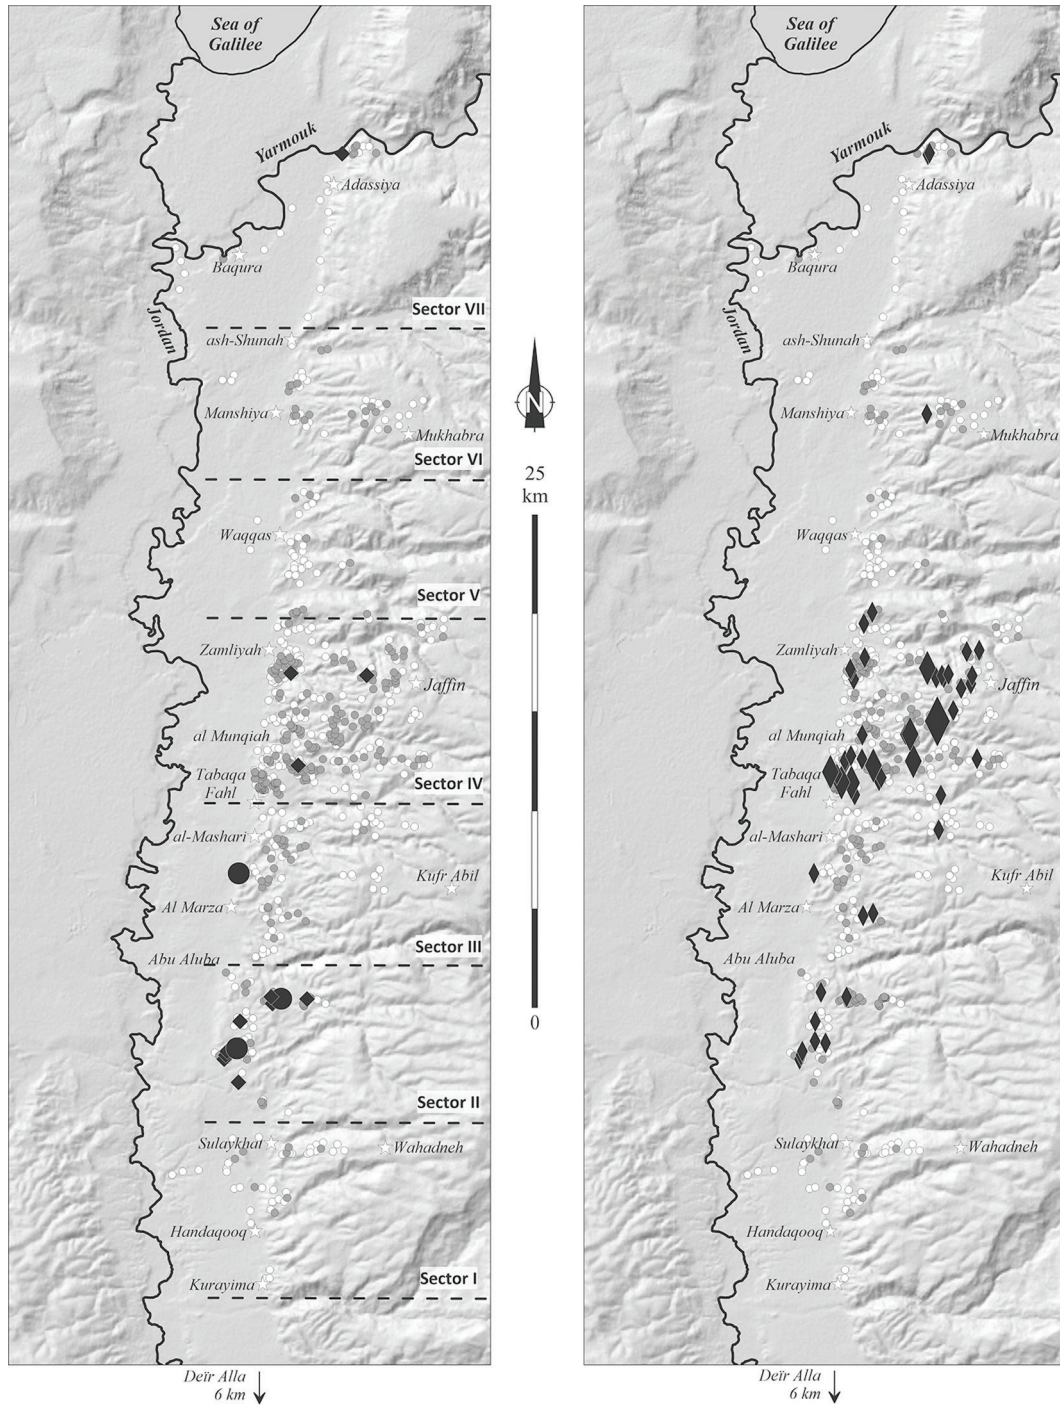 Sea of
Galilee
Yarmouk
Adassiya
Baqura
Jordan
Sector VII
ash-Shunah
Manshiya
Mukhabra
Sector VI
Waqqas
Sector V
Zamliyah
Jaffin
al Munqiah
Tabaqa
Fahl
Sector IV
al-Mashari
Kufr Abil
Al Marza
Sector III
Abu Aluba
Sector II
Sulaykhat
Wahadneh
Handaqooq
Kurayima
Sector I
Deïr Alla
6 km
N
25
km
0
Sea of
Galilee
Yarmouk
Adassiya
Baqura
Jordan
ash-Shunah
Manshiya
Mukhabra
Waqqas
Zamliyah
Jaffin
al Munqiah
Tabaqa
Fahl
al-Mashari
Kufr Abil
Al Marza
Abu Aluba
Sulaykhat
Wahadneh
Handaqooq
Kurayima
Deïr Alla
6 km